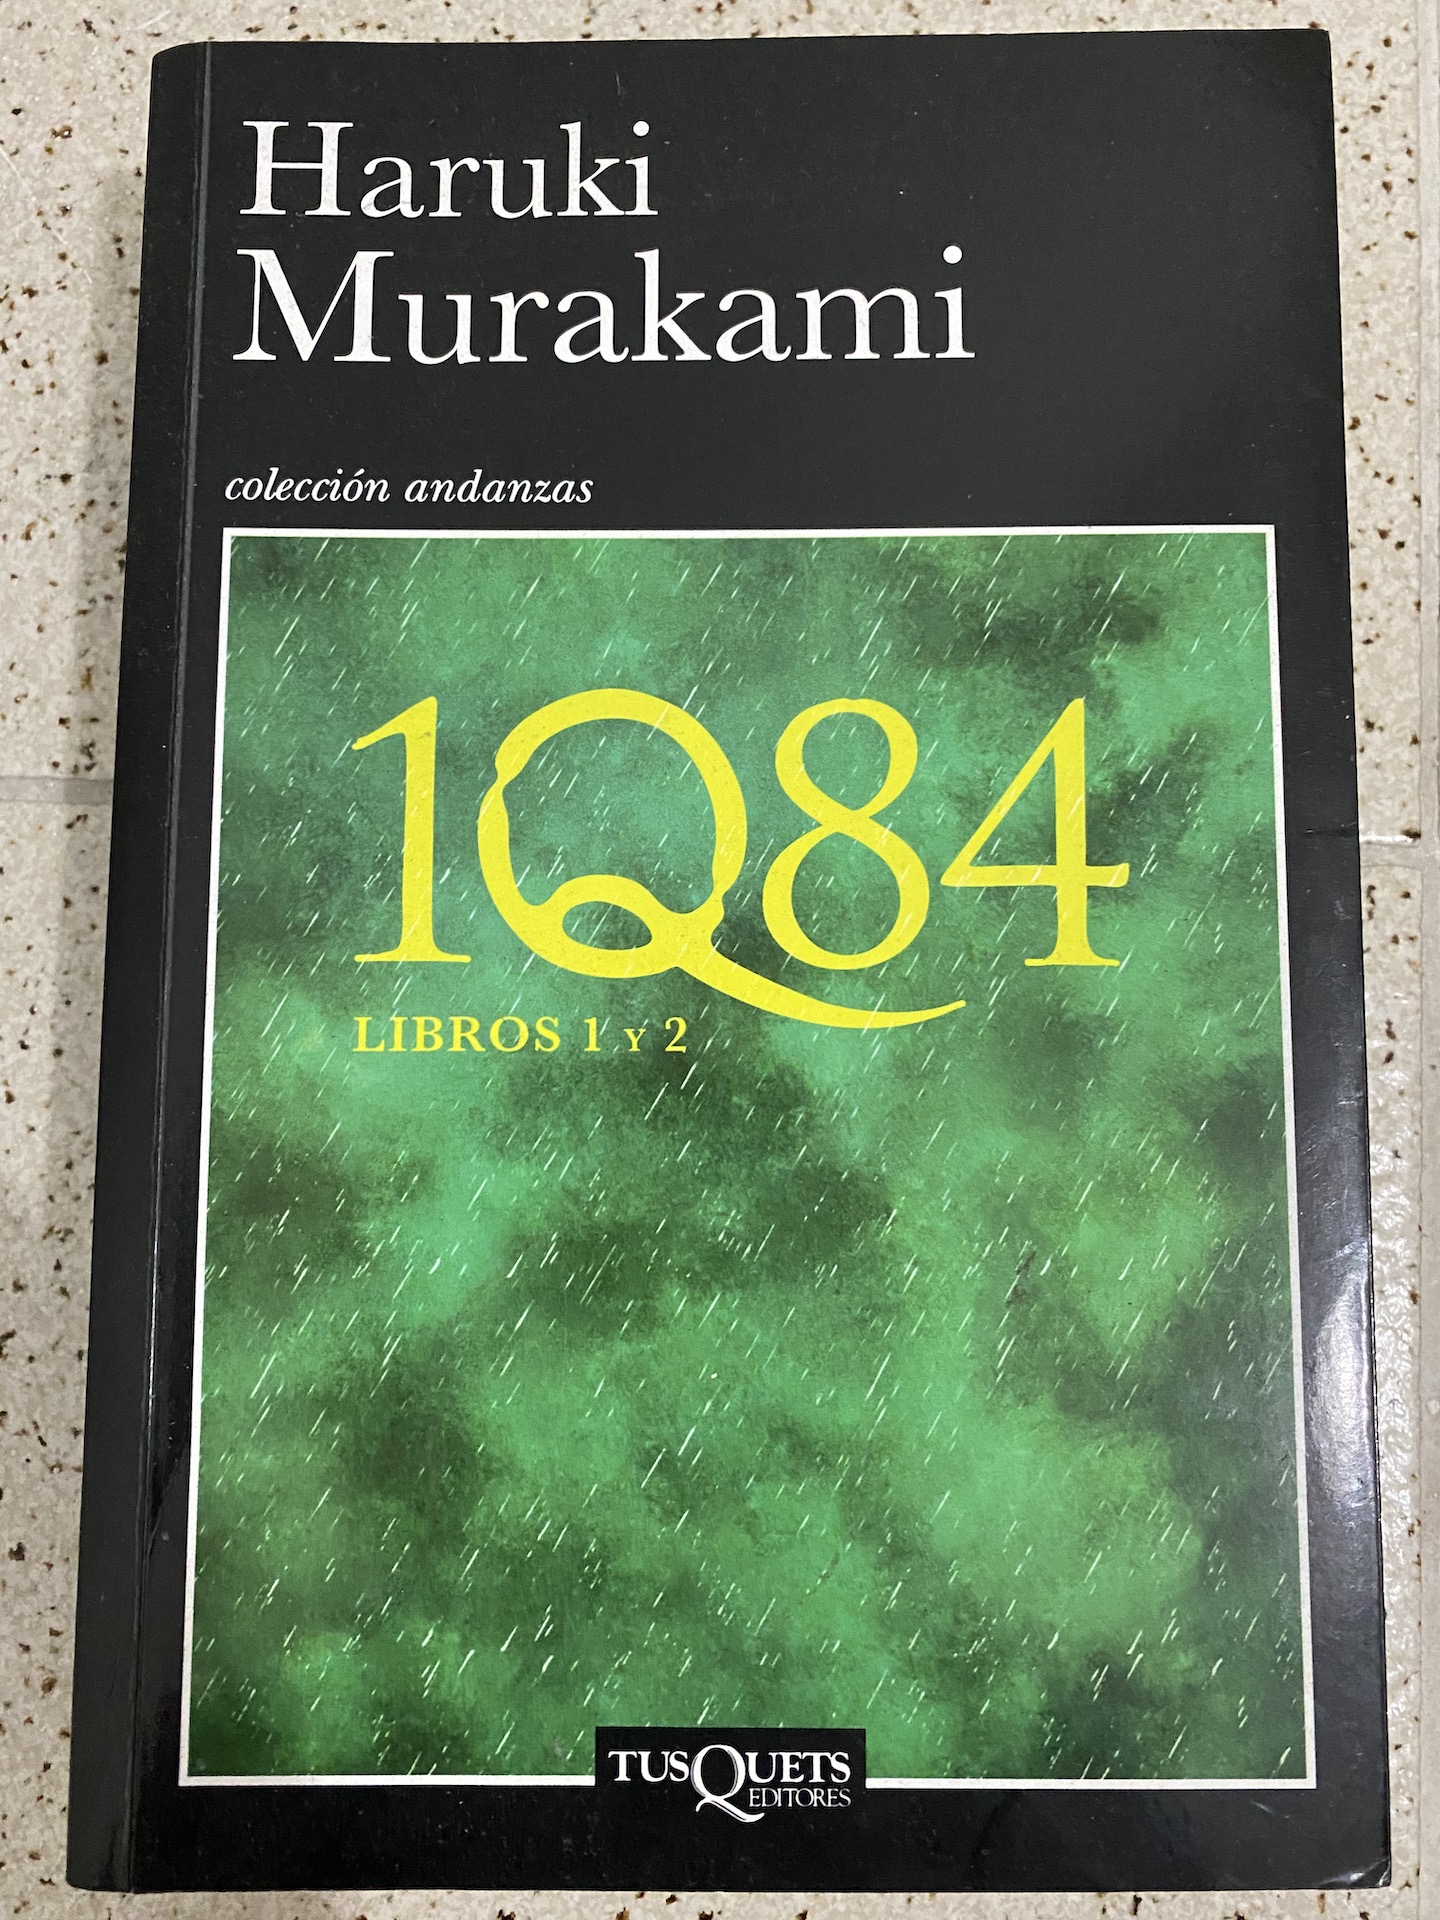 Haruki
Murakami
colección andanzas
1Q84
LIBROS 1 Y 2
TUSQUETS
EDITORES